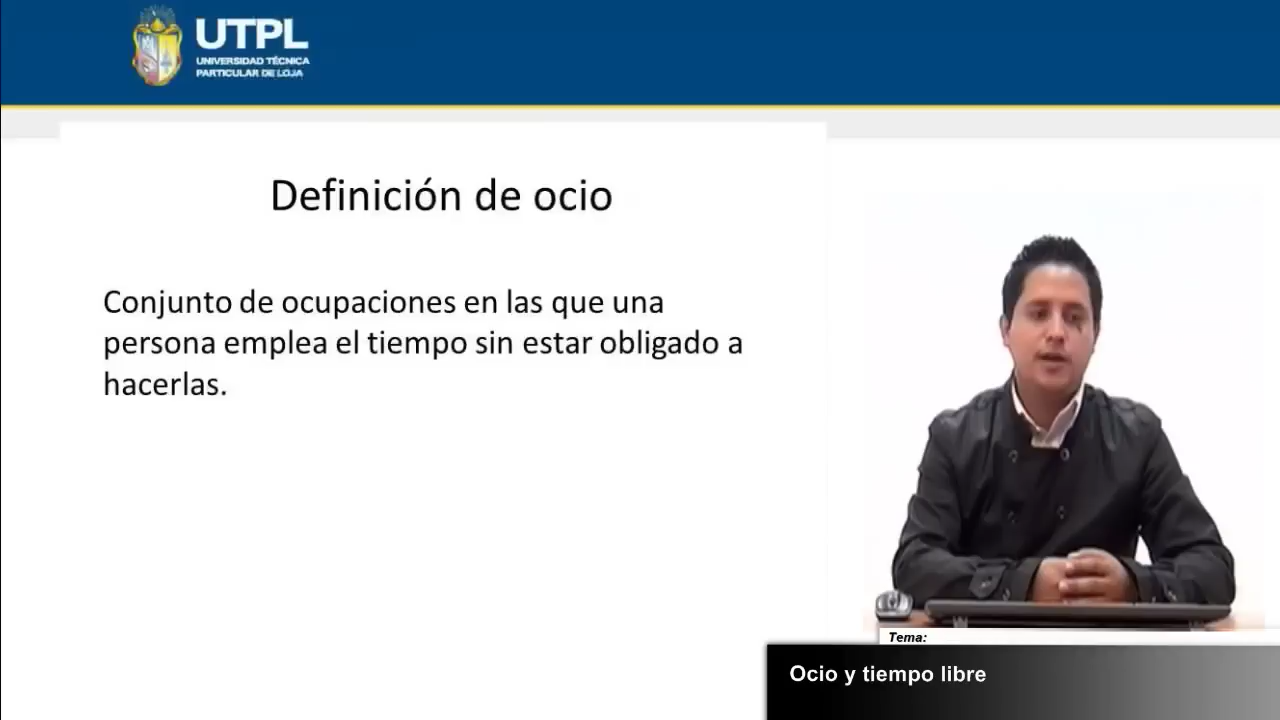 UTPL
UNIVERSIDAD TÉCNICA
PARTICULAR DE LOJA
Definición de ocio
Conjunto de ocupaciones en las que una
persona emplea el tiempo sin estar obligado a
hacerlas.
Tema:
Ocio y tiempo libre